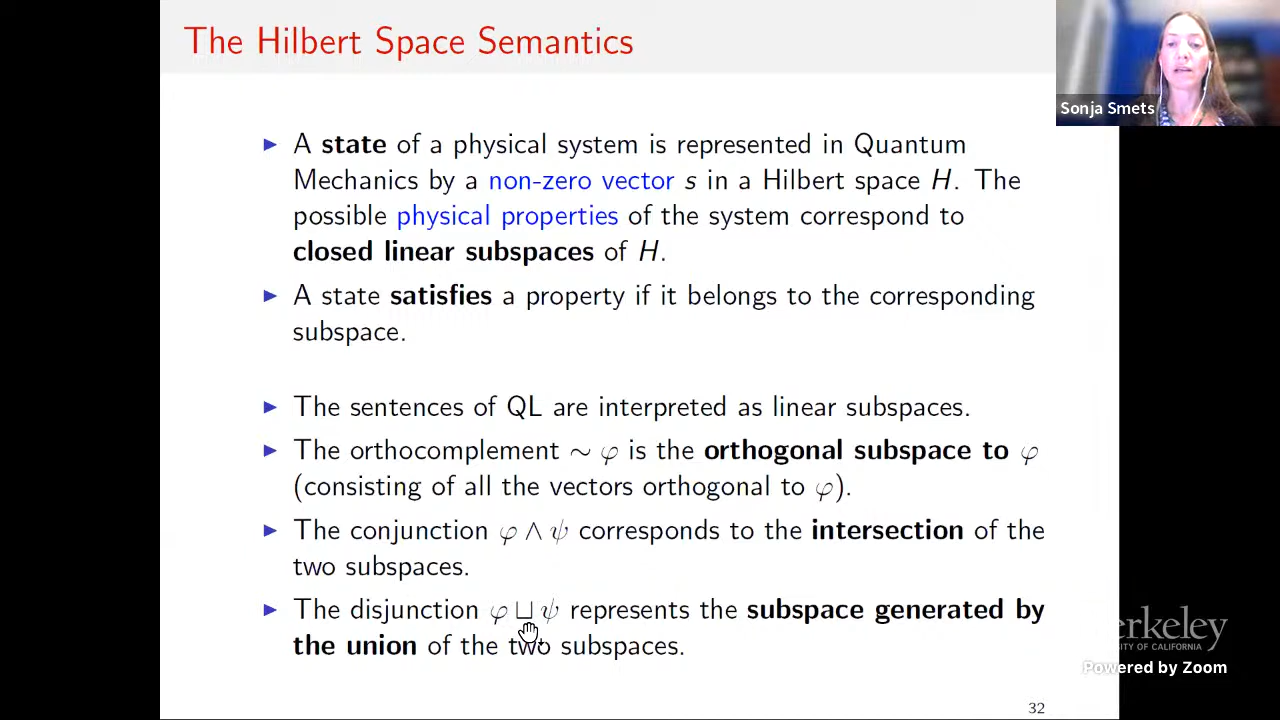 The Hilbert Space Semantics
Sonja Smets
▶ A state of a physical system is represented in Quantum
Mechanics by a non-zero vector s in a Hilbert space H. The
possible physical properties of the system correspond to
closed linear subspaces of H.
▶ A state satisfies a property if it belongs to the corresponding
subspace.
▶ The sentences of QL are interpreted as linear subspaces.
▶ The orthocomplement ∼ φ is the orthogonal subspace to φ
(consisting of all the vectors orthogonal to φ).
▶ The conjunction φ ∧ ψ corresponds to the intersection of the
two subspaces.
▶ The disjunction φ ⊔ ψ represents the subspace generated by
the union of the two subspaces.
erkeley
OF CALIFORNIA
Powered by Zoom
32